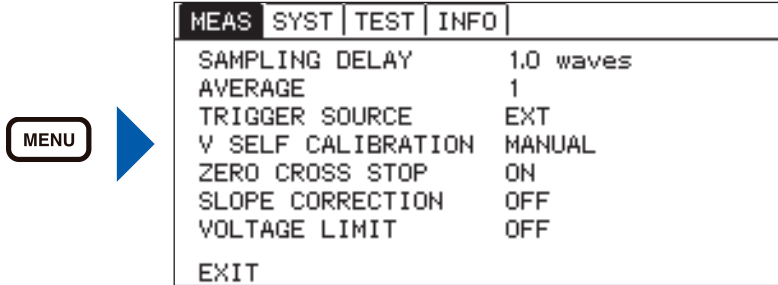 MENU
MEAS SYST TEST INFO
SAMPLING DELAY 1.0 waves
AVERAGE 1
TRIGGER SOURCE EXT
V SELF CALIBRATION MANUAL
ZERO CROSS STOP ON
SLOPE CORRECTION OFF
VOLTAGE LIMIT OFF
EXIT